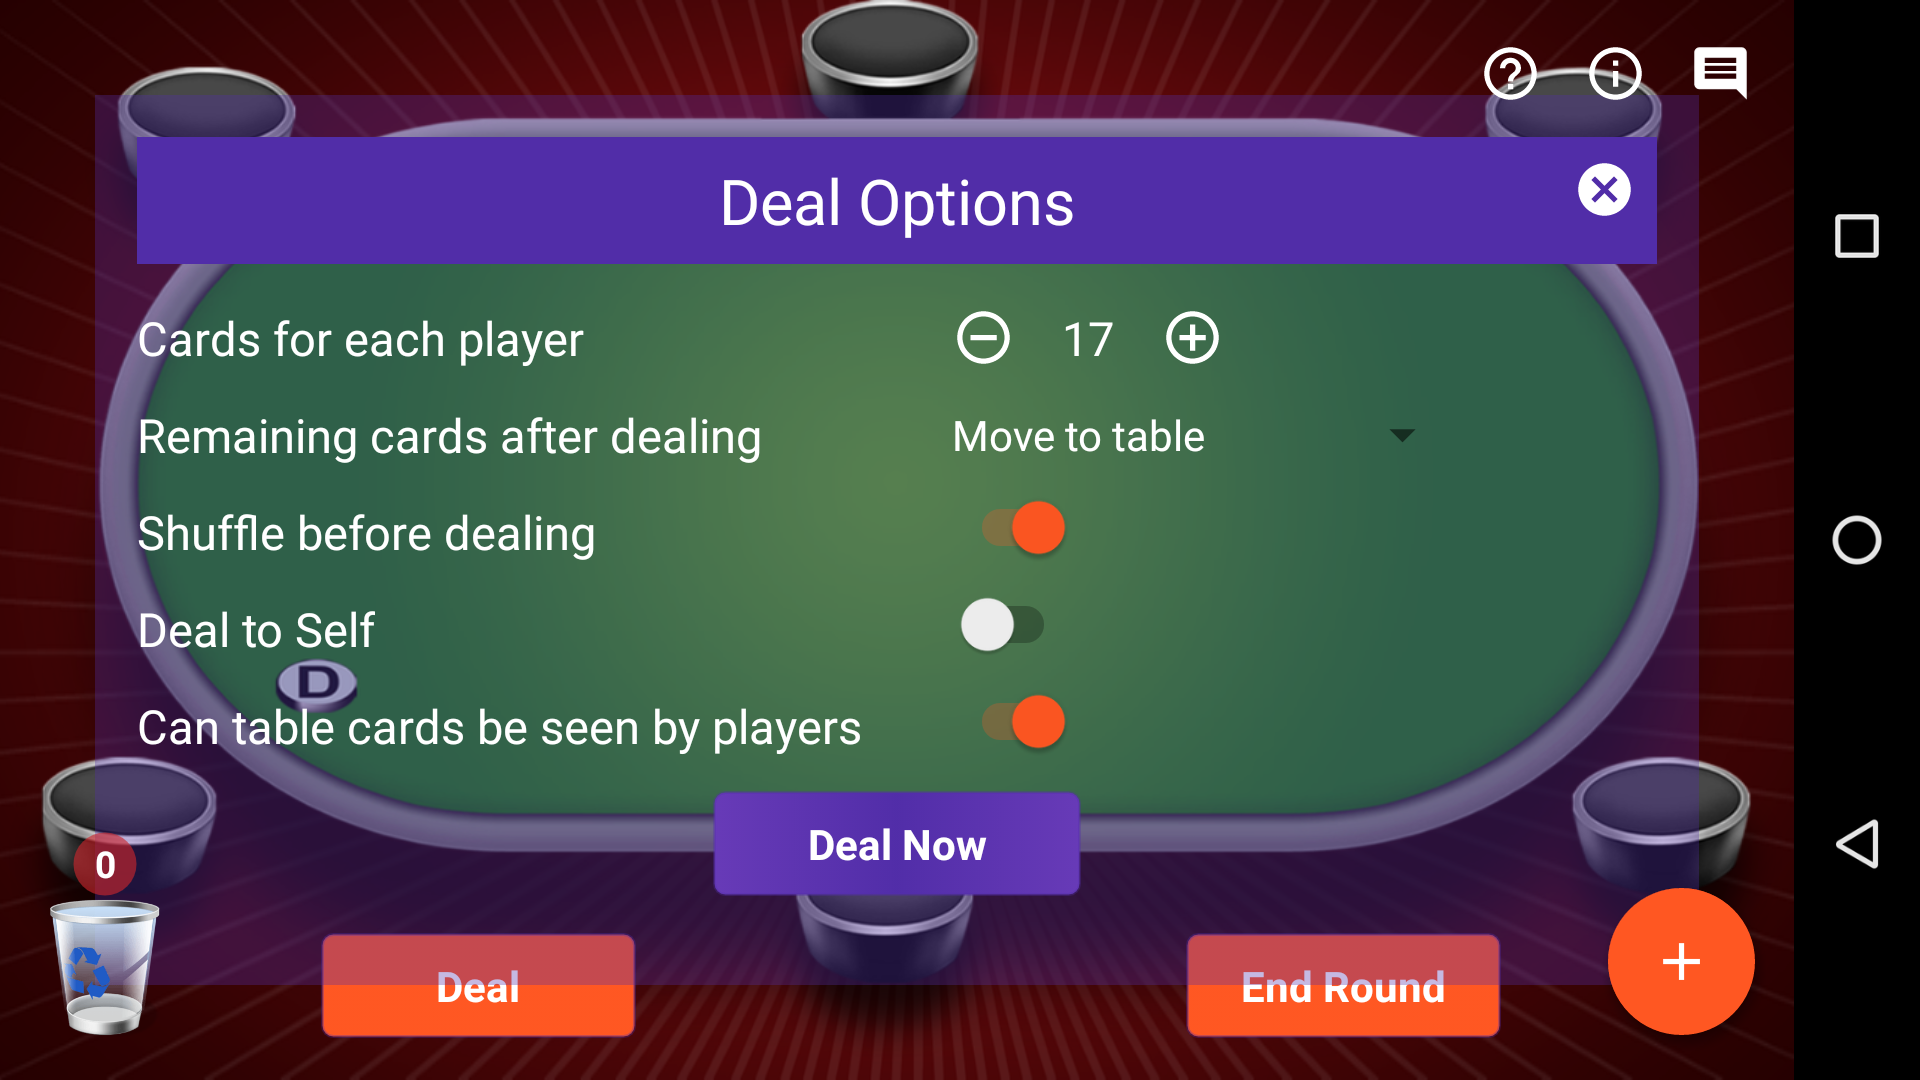 Deal Options
Cards for each player 17
Remaining cards after dealing Move to table
Shuffle before dealing
Deal to Self
D
Can table cards be seen by players
Deal Now
0
Deal
End Round